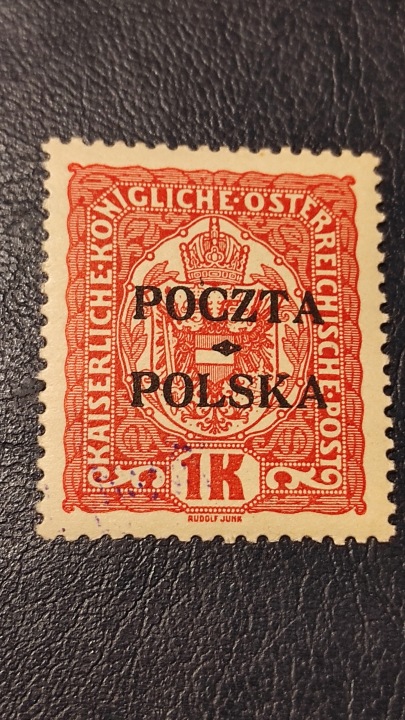 KAISERLICHE·KÖNIGLICHE·ÖSTERREICHISCHE·POST
POCZTA
POLSKA
1K
RUDOLF JUNK